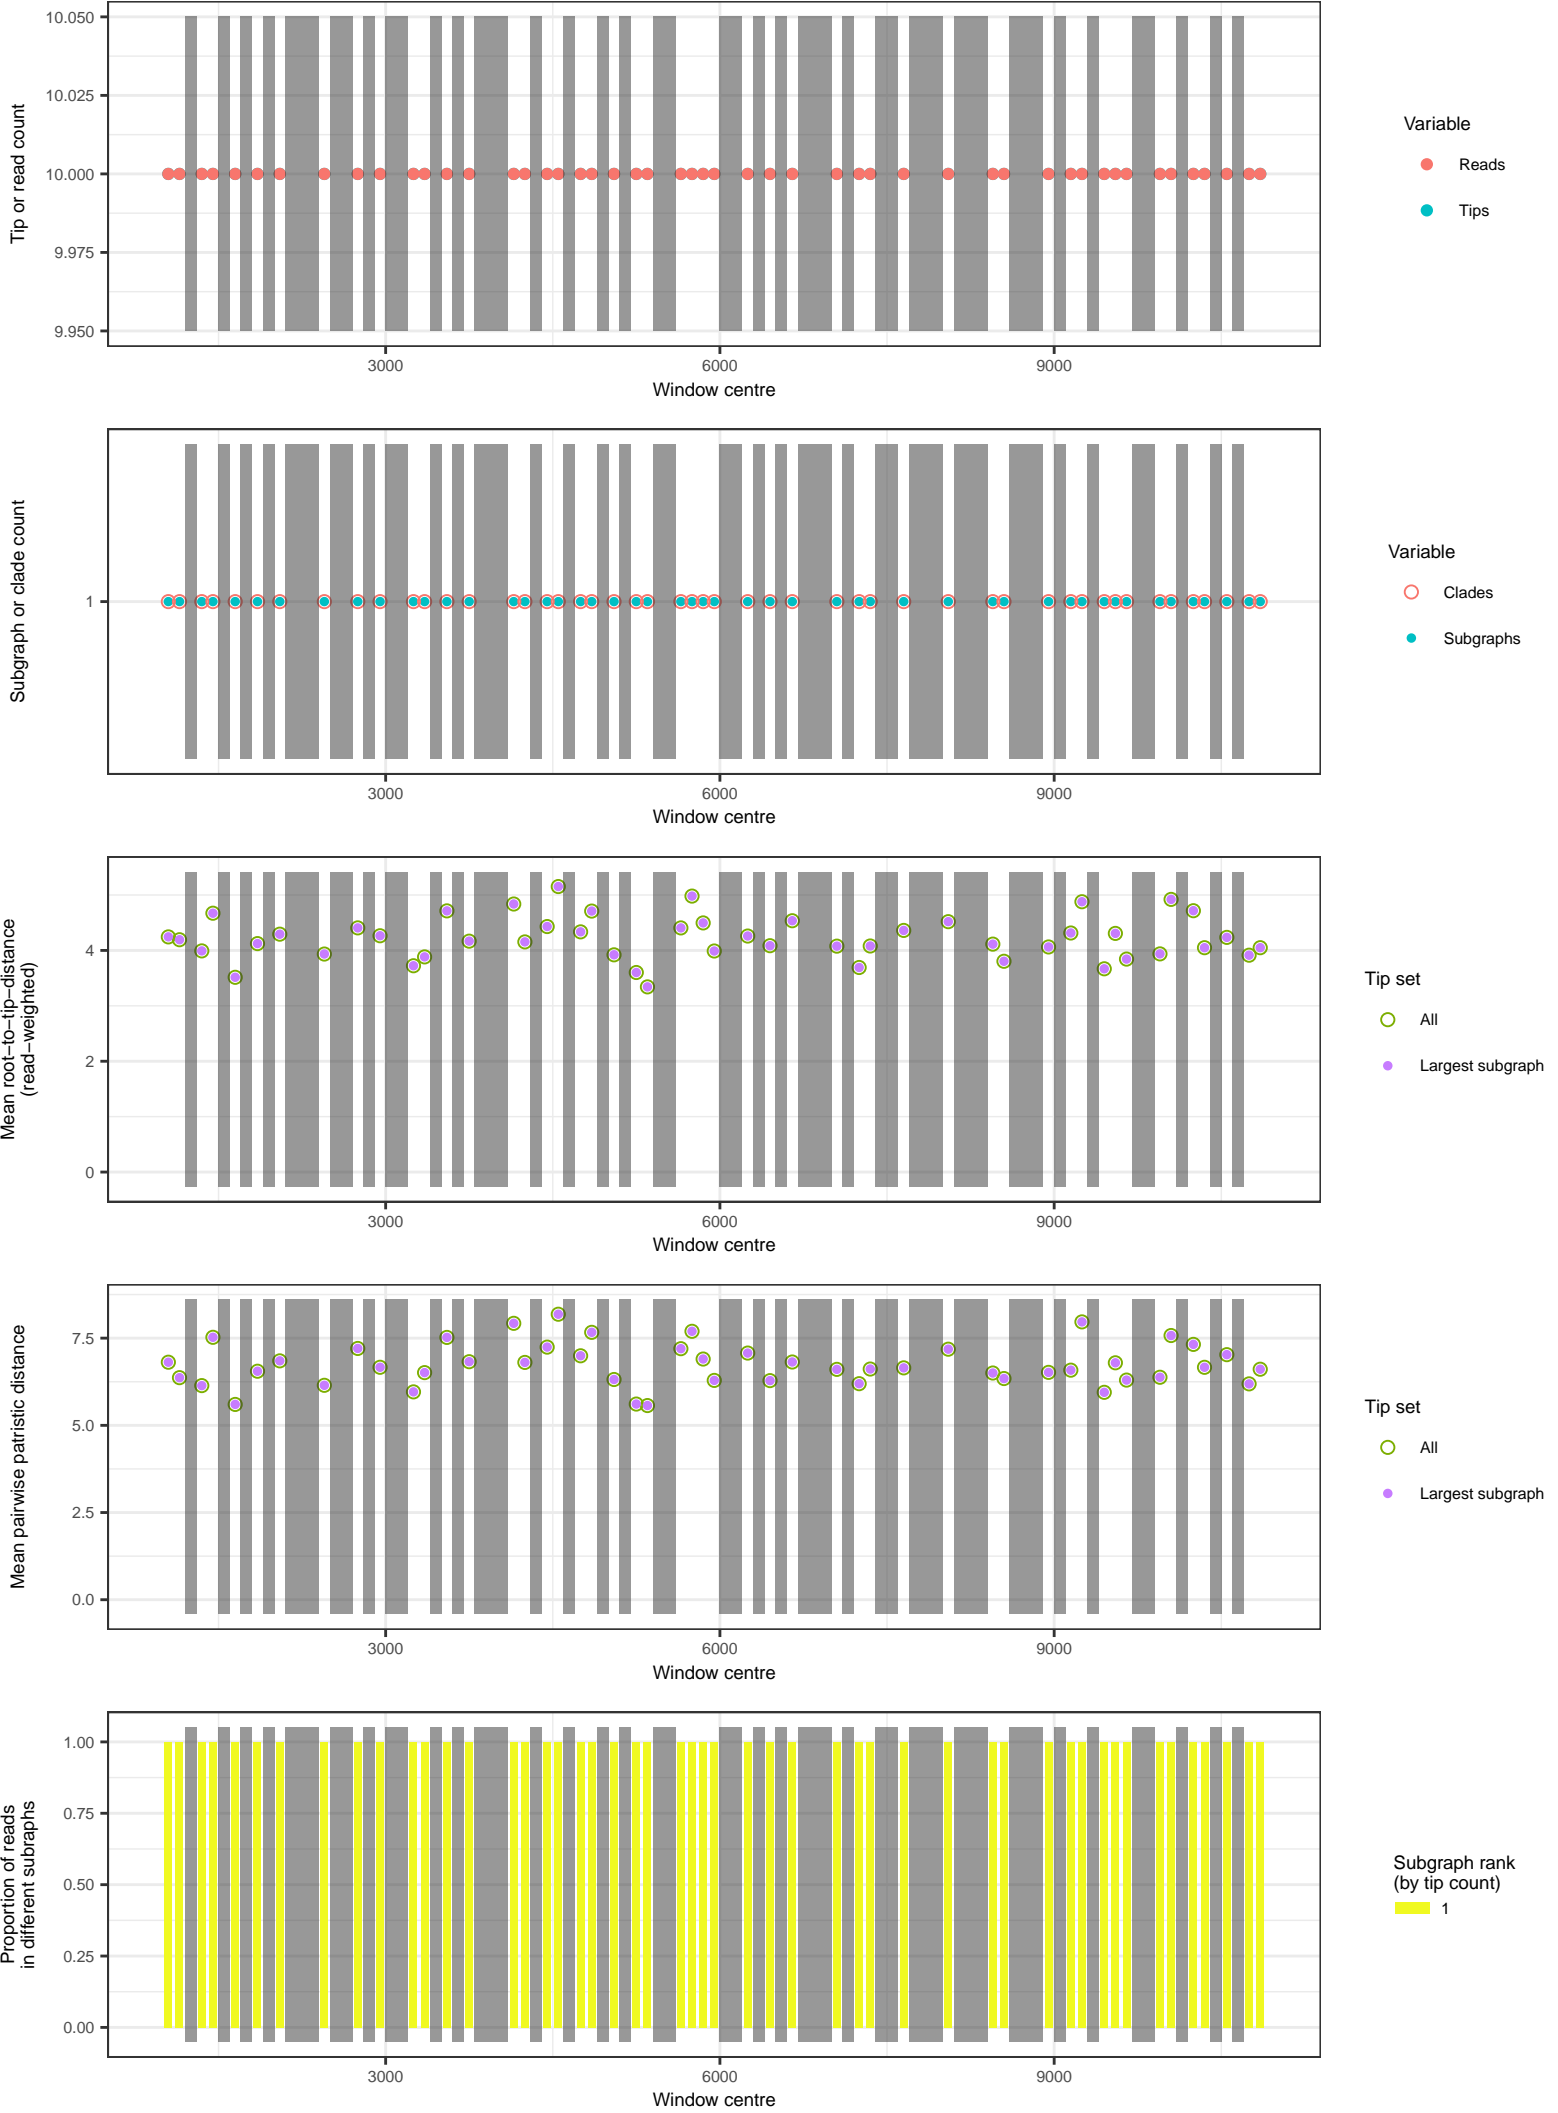 10.050
10.025
10.000
9.975
9.950
Tip or read count
3000
6000
9000
Window centre
Variable
Reads
Tips
1
Subgraph or clade count
3000
6000
9000
Window centre
Variable
Clades
Subgraphs
4
2
0
Mean root−to−tip−distance
(read−weighted)
3000
6000
9000
Window centre
Tip set
All
Largest subgraph
7.5
5.0
2.5
0.0
Mean pairwise patristic distance
3000
6000
9000
Window centre
Tip set
All
Largest subgraph
1.00
0.75
0.50
0.25
0.00
Proportion of reads
in different subraphs
3000
6000
9000
Window centre
Subgraph rank
(by tip count)
1